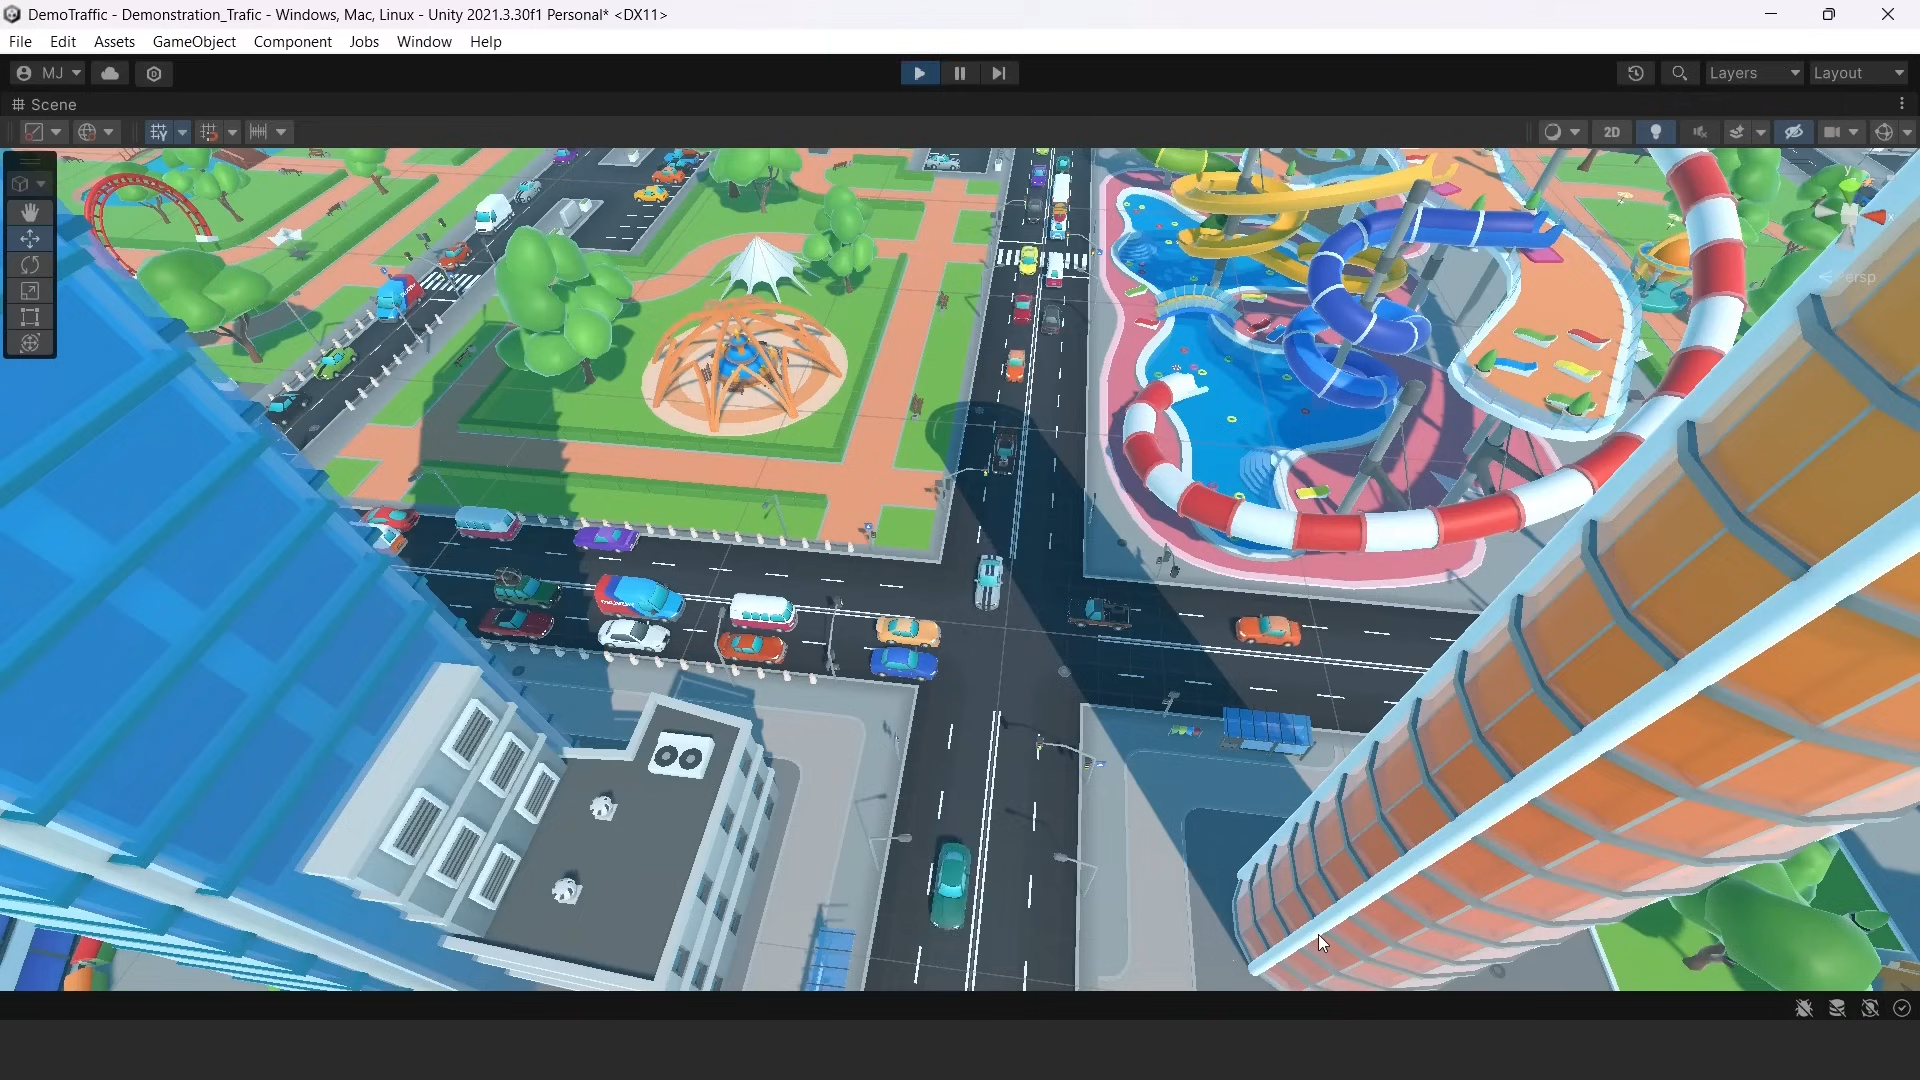 DemoTraffic - Demonstration_Trafic - Windows, Mac, Linux - Unity 2021.3.30f1 Personal* <DX11>
File Edit Assets GameObject Component Jobs Window Help
MJ
Layers
Layout
Scene
2D
y
x
Persp